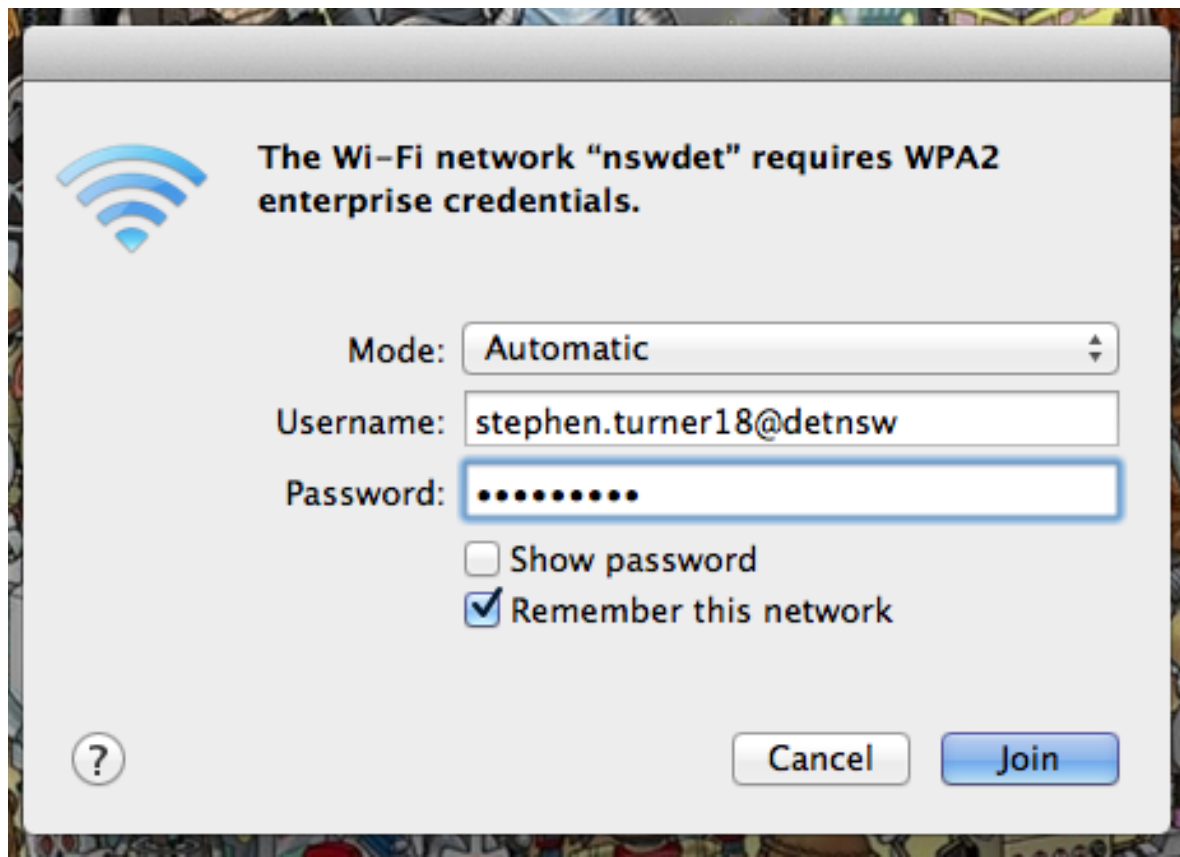 The Wi-Fi network “nswdet” requires WPA2
enterprise credentials.
Mode: Automatic
Username: stephen.turner18@detnsw
Password: •••••••••
Show password
Remember this network
? Cancel Join